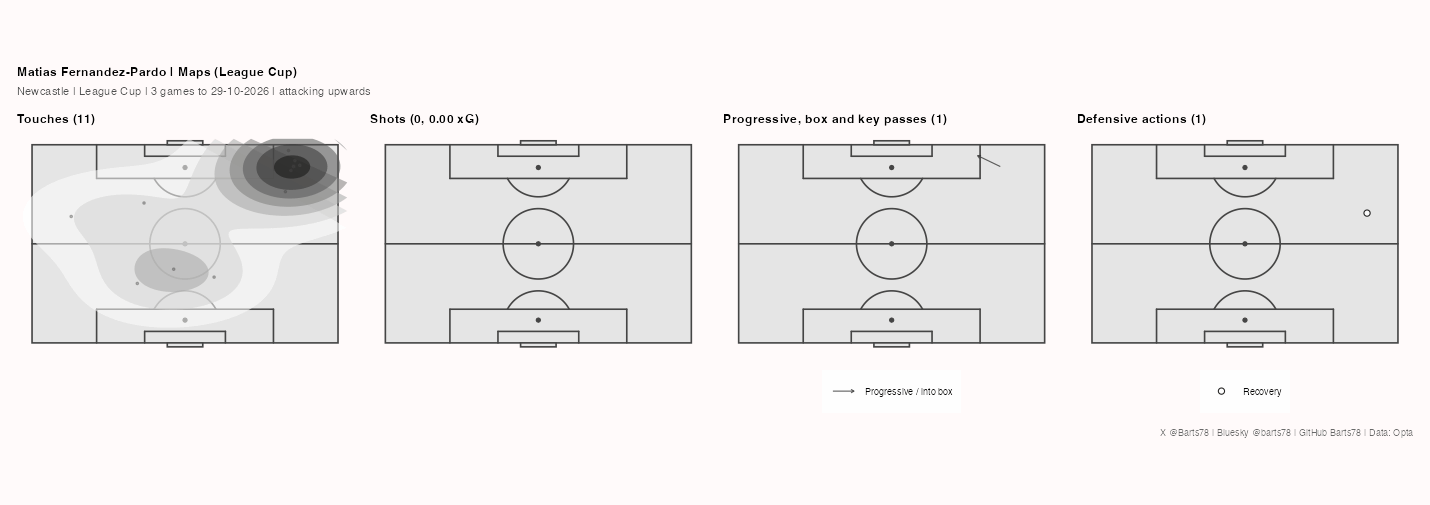 Matias Fernandez-Pardo | Maps (League Cup)
Newcastle | League Cup | 3 games to 29-10-2026 | attacking upwards
Touches (11)
Shots (0, 0.00 xG)
Progressive, box and key passes (1)
Defensive actions (1)
Progressive / into box
Recovery
X @Barts78 | Bluesky @barts78 | GitHub Barts78 | Data: Opta